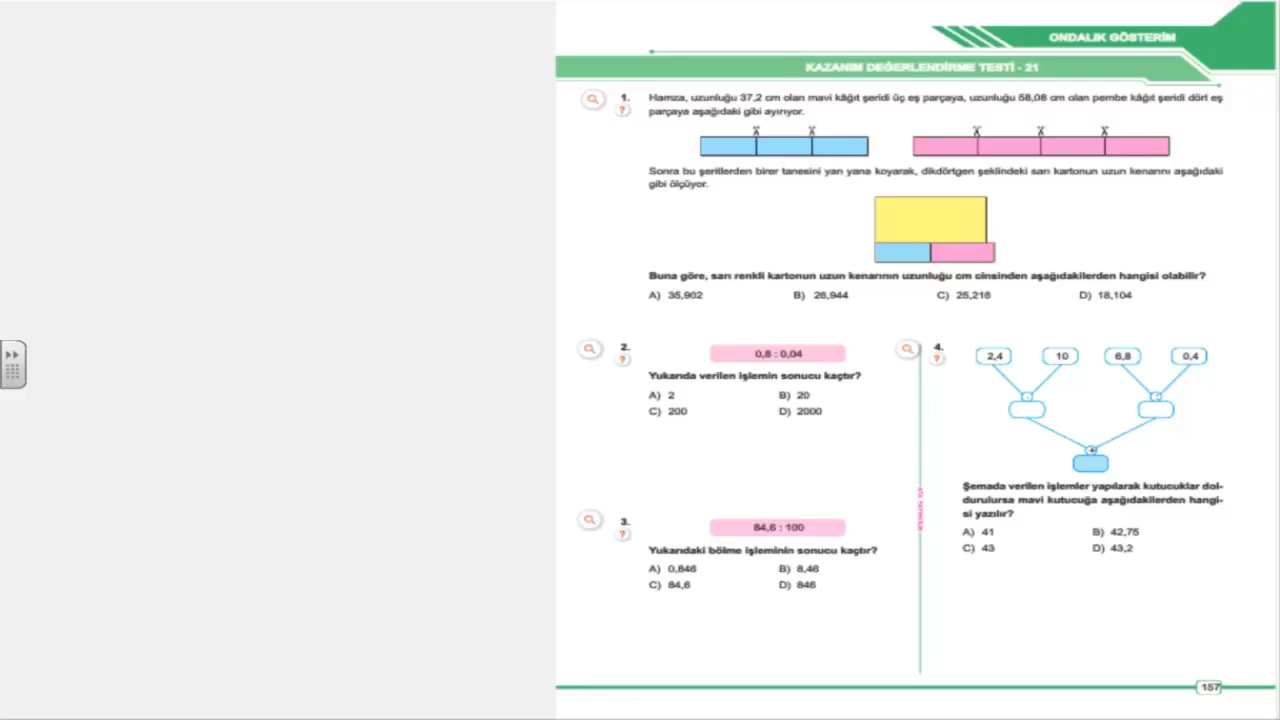 ONDALIK GÖSTERİM
KAZANIM DEĞERLENDİRME TESTİ - 21
1. Hamza, uzunluğu 37,2 cm olan mavi kâğıt şeridi üç eş parçaya, uzunluğu 58,08 cm olan pembe kâğıt şeridi dört eş
parçaya aşağıdaki gibi ayırıyor.
Sonra bu şeritlerden birer tanesini yan yana koyarak, dikdörtgen şeklindeki sarı kartonun uzun kenarını aşağıdaki
gibi ölçüyor.
Buna göre, sarı renkli kartonun uzun kenarının uzunluğu cm cinsinden aşağıdakilerden hangisi olabilir?
A) 35,902 B) 26,944 C) 25,216 D) 18,104
2.
?
0,8 : 0,04
Yukarıda verilen işlemin sonucu kaçtır?
A) 2 B) 20
C) 200 D) 2000
3.
?
84,6 : 100
Yukarıdaki bölme işleminin sonucu kaçtır?
A) 0,846 B) 8,46
C) 84,6 D) 846
4.
?
2,4 10 6,8 0,4
+
Şemada verilen işlemler yapılarak kutucuklar dol-
durulursa mavi kutucuğa aşağıdakilerden hangi-
si yazılır?
A) 41 B) 42,75
C) 43 D) 43,2
157